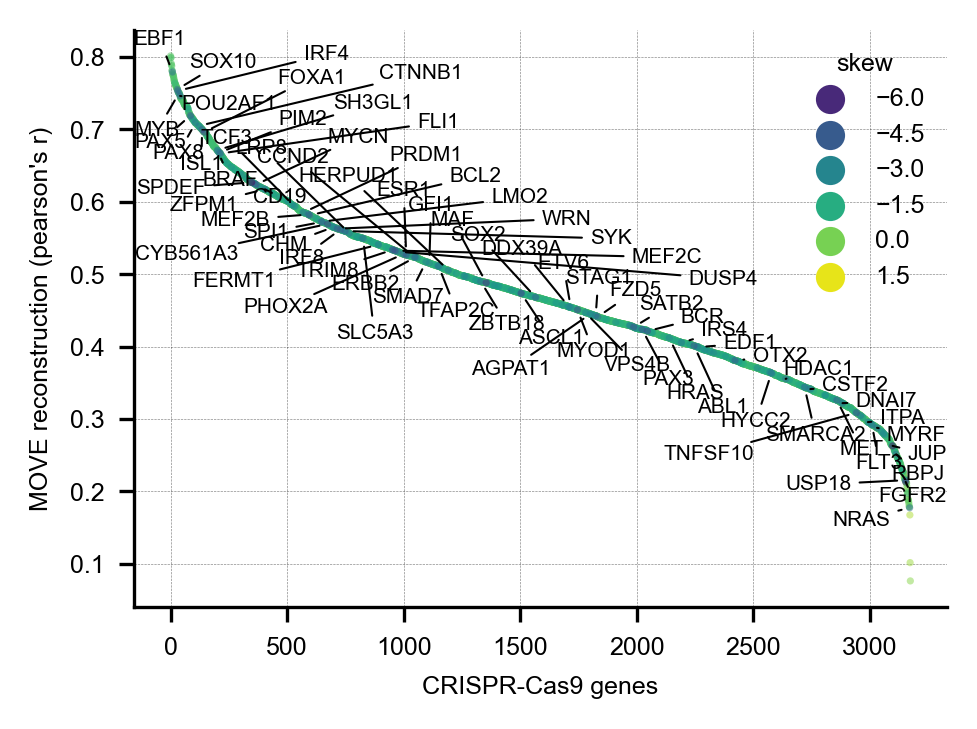 EBF1
SOX10
IRF4
FOXA1
CTNNB1
POU2AF1
SH3GL1
MYB
PAX5
TCF3
PIM2
FLI1
PAX8
LRP8
MYCN
ISL1
CCND2
PRDM1
SPDEF
BRAF
HERPUD1
BCL2
ZFPM1
CD19
ESR1
LMO2
MEF2B
GFI1
WRN
SPI1
MAF
SYK
CYB561A3
CHM
SOX2
MEF2C
IRF8
DDX39A
DUSP4
FERMT1
TRIM8
ETV6
ERBB2
STAG1
PHOX2A
SMAD7
FZD5
SLC5A3
TFAP2C
SATB2
ZBTB18
BCR
ASCL1
IRS4
AGPAT1
MYOD1
EDF1
VPS4B
OTX2
PAX3
HDAC1
HRAS
CSTF2
ABL1
DNAI7
HYCC2
ITPA
SMARCA2
MYRF
TNFSF10
MET
JUP
FLT3
RBPJ
USP18
FGFR2
NRAS
skew
−6.0
−4.5
−3.0
−1.5
0.0
1.5
0.8
0.7
0.6
0.5
0.4
0.3
0.2
0.1
MOVE reconstruction (pearson's r)
0 500 1000 1500 2000 2500 3000
CRISPR-Cas9 genes